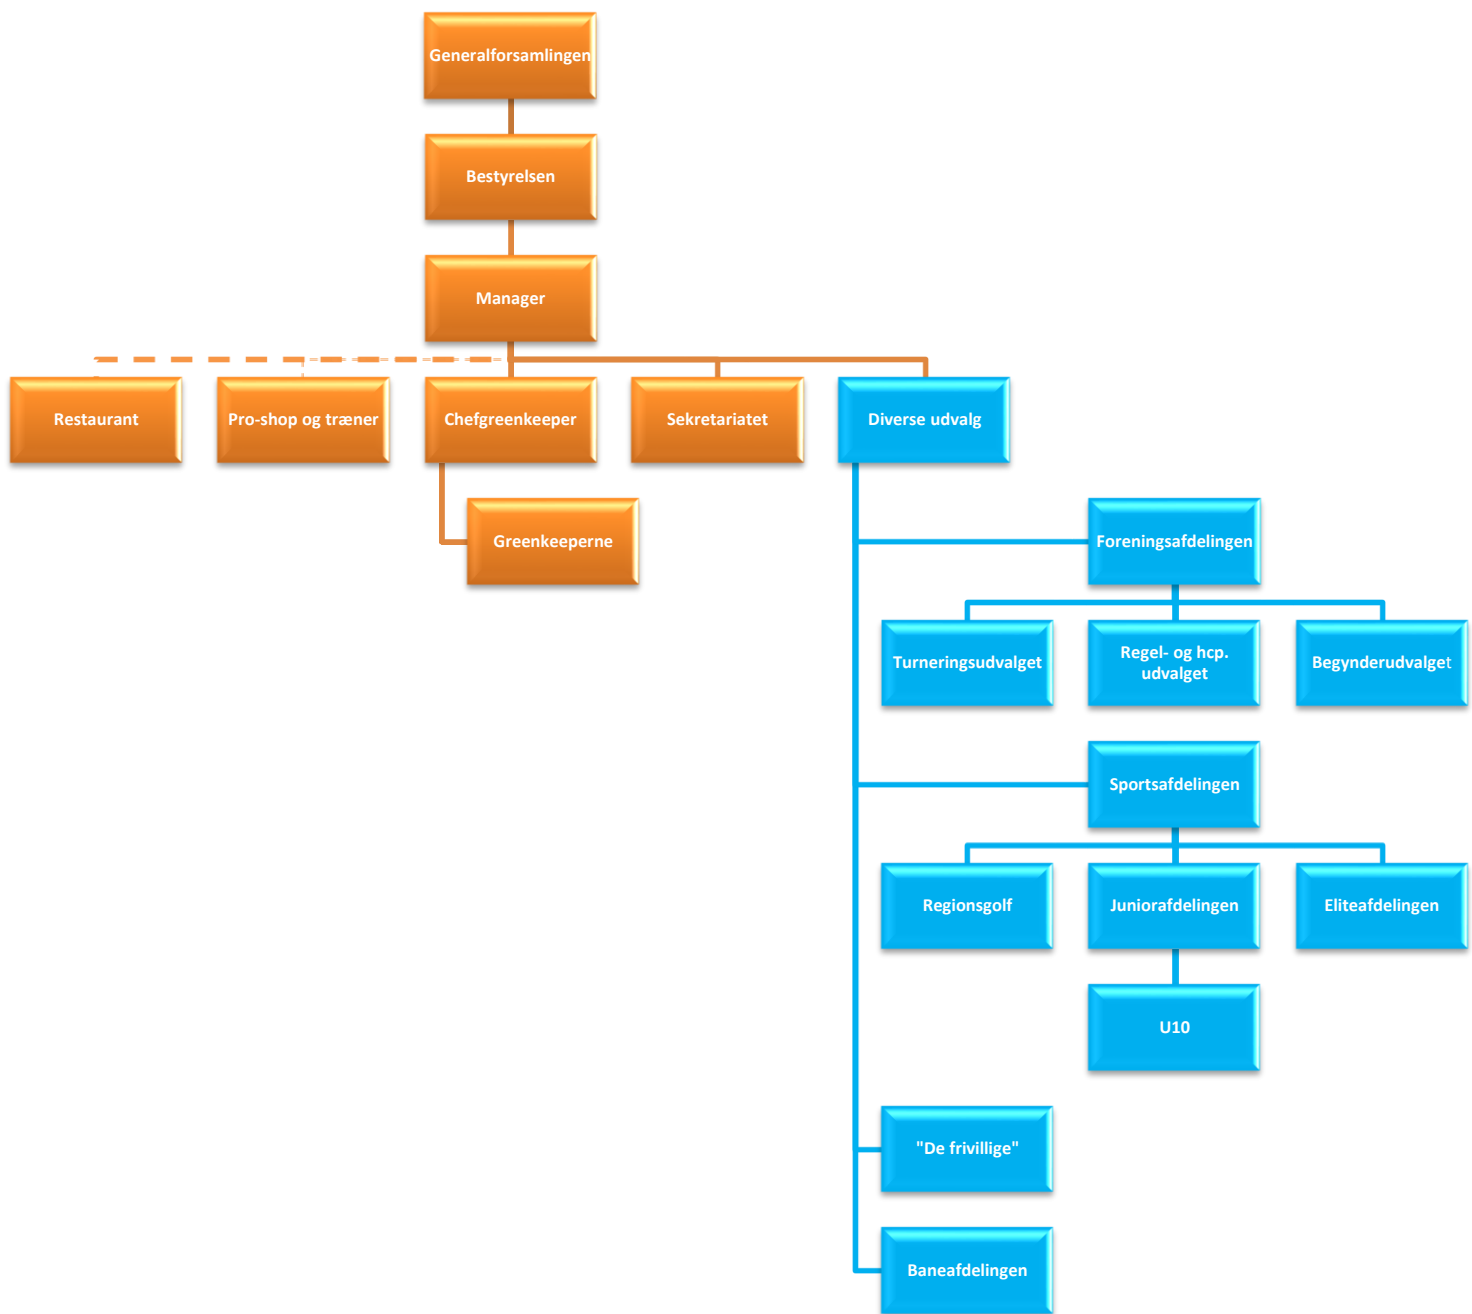 Generalforsamlingen
Bestyrelsen
Manager
Restaurant
Pro-shop og træner
Chefgreenkeeper
Sekretariatet
Diverse udvalg
Greenkeeperne
Foreningsafdelingen
Turneringsudvalget
Regel- og hcp.
udvalget
Begynderudvalget
Sportsafdelingen
Regionsgolf
Juniorafdelingen
Eliteafdelingen
U10
"De frivillige"
Baneafdelingen